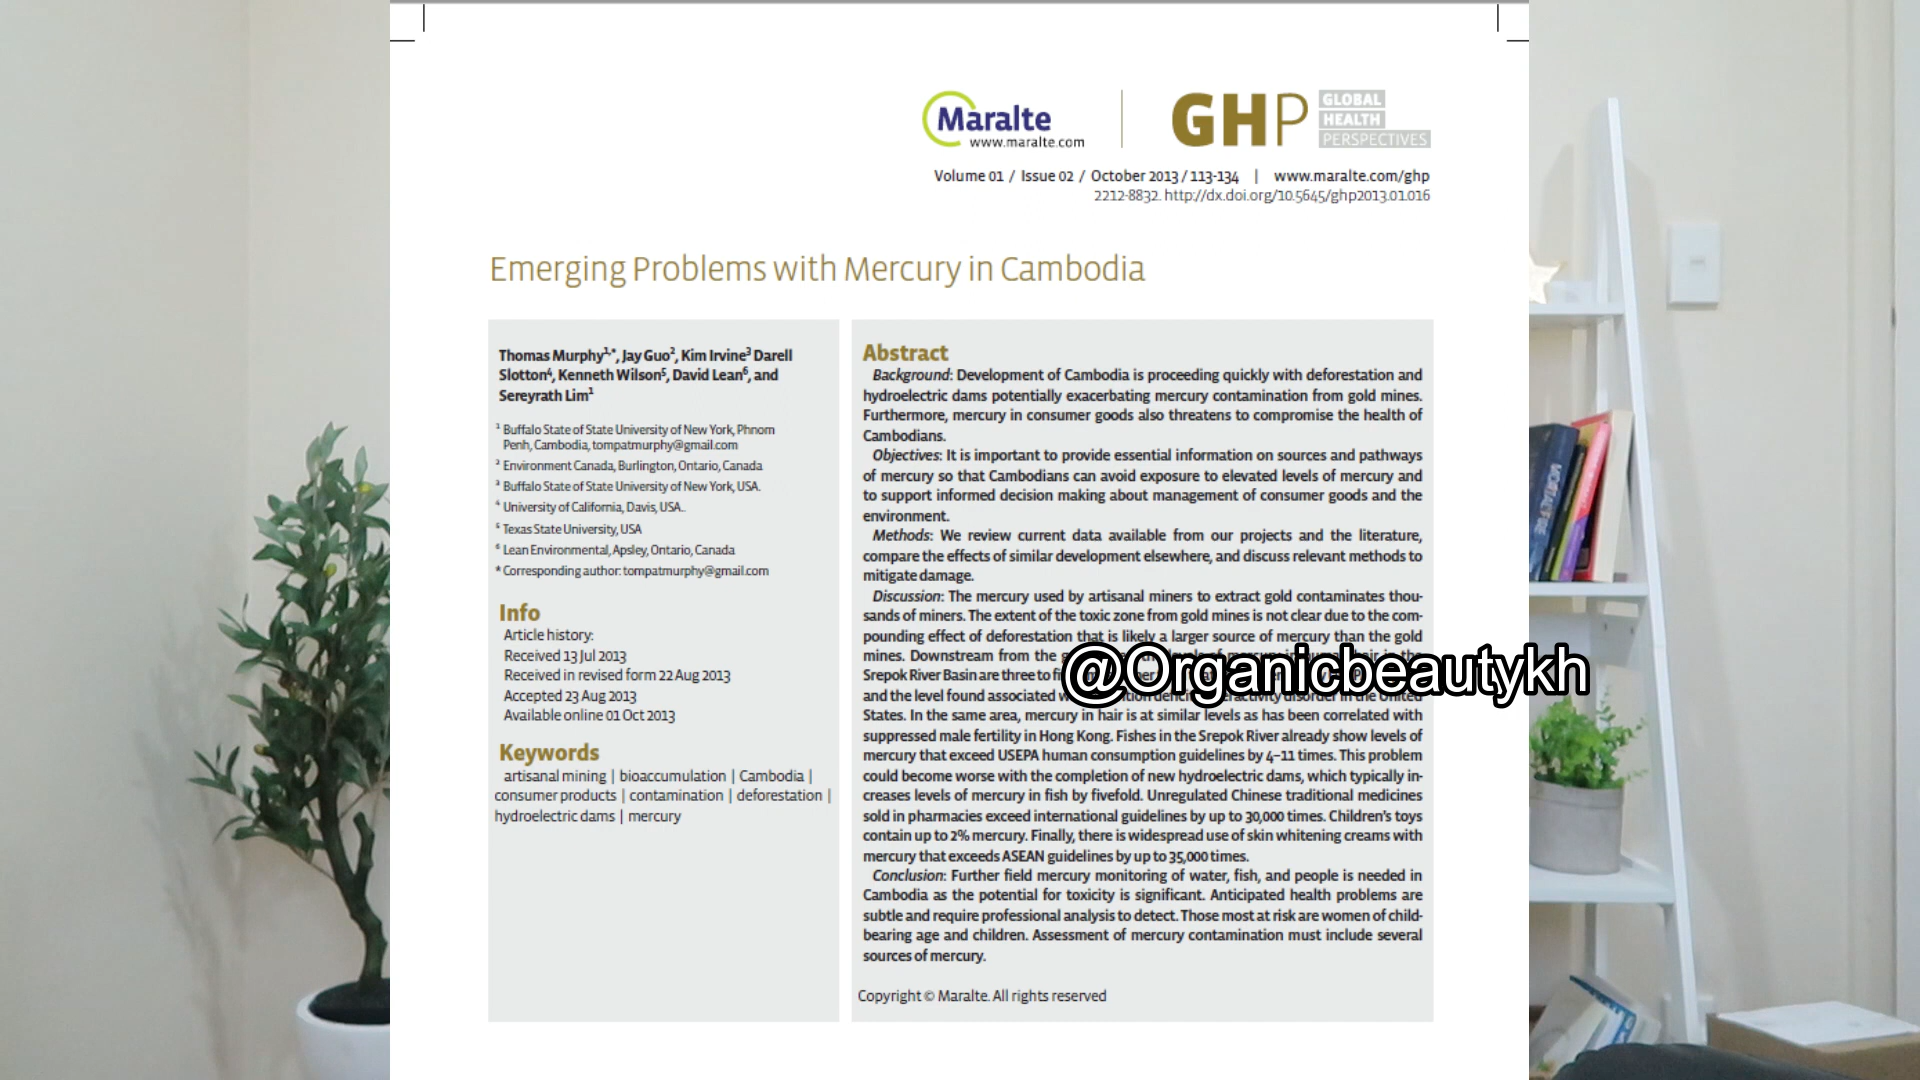 Maralte
www.maralte.com
GHP GLOBAL HEALTH PERSPECTIVES
Volume 01 / Issue 02 / October 2013 / 113-134 | www.maralte.com/ghp
2212-8832. http://dx.doi.org/10.5645/ghp2013.01.016
Emerging Problems with Mercury in Cambodia
Thomas Murphy¹,*, Jay Guo², Kim Irvine³ Darell
Slotton⁴, Kenneth Wilson⁵, David Lean⁶, and
Sereyrath Lim¹
¹ Buffalo State of State University of New York, Phnom
Penh, Cambodia, tompatmurphy@gmail.com
² Environment Canada, Burlington, Ontario, Canada
³ Buffalo State of State University of New York, USA.
⁴ University of California, Davis, USA..
⁵ Texas State University, USA
⁶ Lean Environmental, Apsley, Ontario, Canada
* Corresponding author: tompatmurphy@gmail.com
Info
Article history:
Received 13 Jul 2013
Received in revised form 22 Aug 2013
Accepted 23 Aug 2013
Available online 01 Oct 2013
Keywords
artisanal mining | bioaccumulation | Cambodia |
consumer products | contamination | deforestation |
hydroelectric dams | mercury
Abstract
Background: Development of Cambodia is proceeding quickly with deforestation and
hydroelectric dams potentially exacerbating mercury contamination from gold mines.
Furthermore, mercury in consumer goods also threatens to compromise the health of
Cambodians.
Objectives: It is important to provide essential information on sources and pathways
of mercury so that Cambodians can avoid exposure to elevated levels of mercury and
to support informed decision making about management of consumer goods and the
environment.
Methods: We review current data available from our projects and the literature,
compare the effects of similar development elsewhere, and discuss relevant methods to
mitigate damage.
Discussion: The mercury used by artisanal miners to extract gold contaminates thou-
sands of miners. The extent of the toxic zone from gold mines is not clear due to the com-
pounding effect of deforestation that is likely a larger source of mercury than the gold
mines. Downstream from the
Srepok River Basin are three to
and the level found associated disorder in the United
States. In the same area, mercury in hair is at similar levels as has been correlated with
suppressed male fertility in Hong Kong. Fishes in the Srepok River already show levels of
mercury that exceed USEPA human consumption guidelines by 4–11 times. This problem
could become worse with the completion of new hydroelectric dams, which typically in-
creases levels of mercury in fish by fivefold. Unregulated Chinese traditional medicines
sold in pharmacies exceed international guidelines by up to 30,000 times. Children's toys
contain up to 2% mercury. Finally, there is widespread use of skin whitening creams with
mercury that exceeds ASEAN guidelines by up to 35,000 times.
Conclusion: Further field mercury monitoring of water, fish, and people is needed in
Cambodia as the potential for toxicity is significant. Anticipated health problems are
subtle and require professional analysis to detect. Those most at risk are women of child-
bearing age and children. Assessment of mercury contamination must include several
sources of mercury.
Copyright © Maralte. All rights reserved
@Organicbeautykh